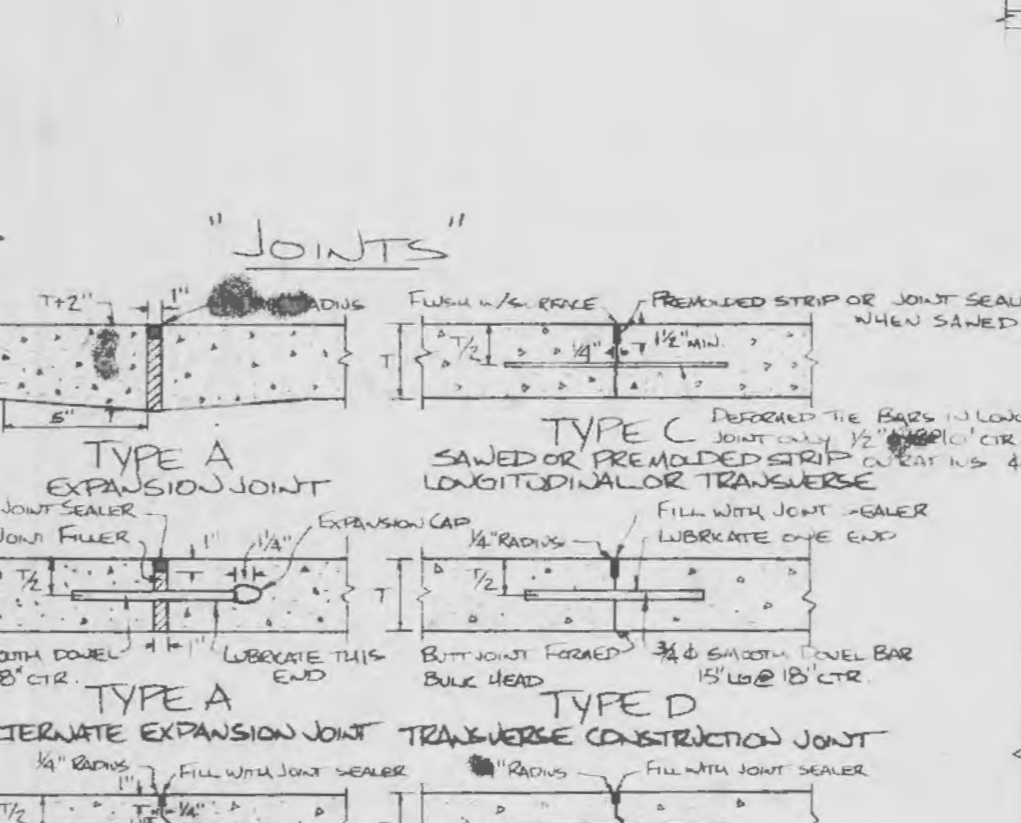 "JOINTS"
T+2" 1" RADIUS
5"
TYPE A
EXPANSION JOINT
FLUSH W/ PREMOLDED STRIP OR JOINT SEAL
WHEN SAWED
T T/2 1/4" T 1½" MIN.
TYPE C
DEFORMED TIE BARS IN LONG
JOINT ONLY 1/2" CTR
SAWED OR PREMOLDED STRIP
LONGITUDINAL OR TRANSVERSE
JOINT SEALER
JOINT FILLER
EXPANSION CAP
T/2 1" 1¼"
1"
DOWEL
8" CTR.
LUBRICATE THIS
END
TYPE A
TERNATE EXPANSION JOINT
FILL WITH JOINT SEALER
1/4" RADIUS LUBRICATE ONE END
T T/2
BUTT JOINT FORMED
BULK HEAD
3/4 ⌀ SMOOTH DOWEL BAR
15" LG @ 18" CTR.
TYPE D
TRANSVERSE CONSTRUCTION JOINT
1/4" RADIUS FILL WITH JOINT SEALER
1"
T/2 1/4"
" RADIUS FILL WITH JOINT SEALER